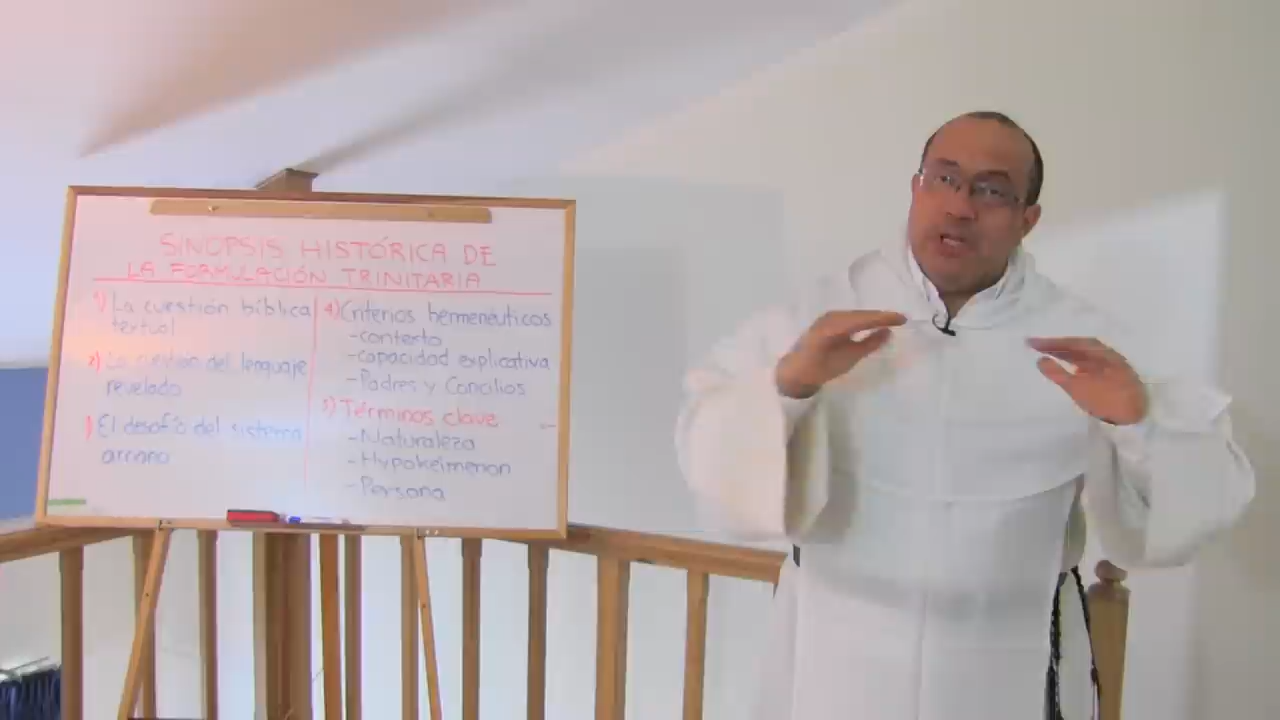 SINOPSIS HISTÓRICA DE
LA FORMULACIÓN TRINITARIA
1) La cuestión bíblica
textual
2) La cuestión del lenguaje
revelado
3) El desafío del sistema
arriano
4) Criterios hermenéuticos
- contexto
- capacidad explicativa
- Padres y Concilios
5) Términos clave
- Naturaleza
- Hypokeimenon
- Persona